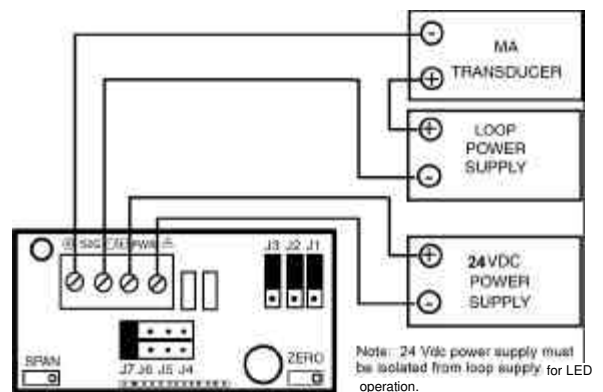 MA
TRANSDUCER
LOOP
POWER
SUPPLY
24VDC
POWER
SUPPLY
SIG PWR
J3 J2 J1
J7 J6 J5 J4
SPAN
ZERO
Note: 24 Vdc power supply must
be isolated from loop supply for LED
operation.